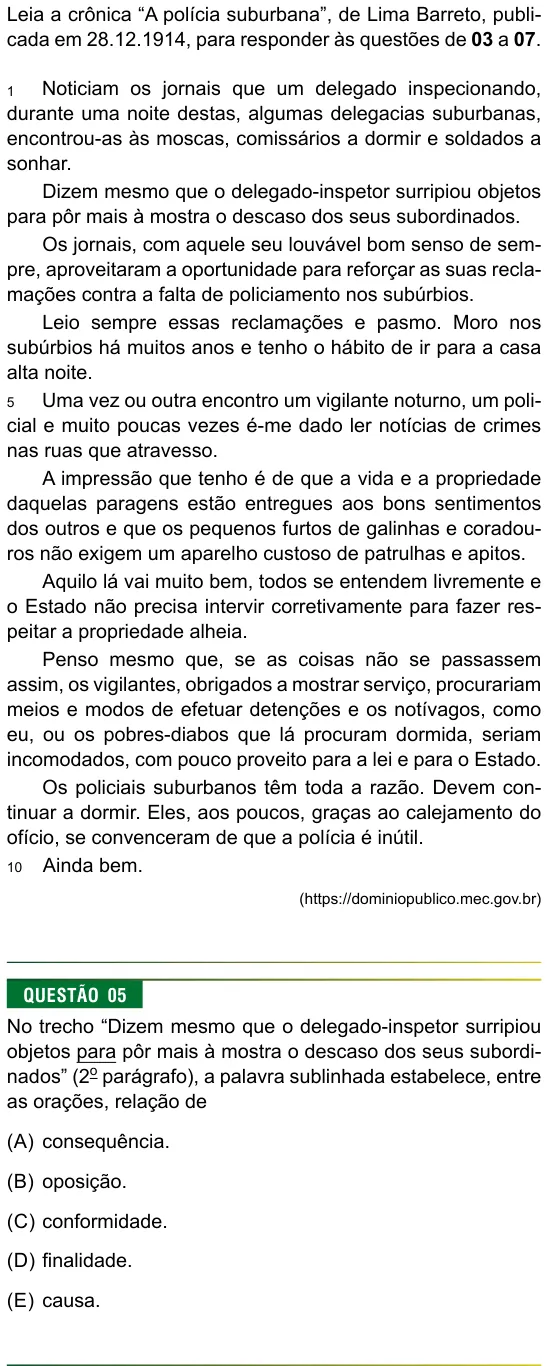 Leia a crônica “A polícia suburbana”, de Lima Barreto, publi-
cada em 28.12.1914, para responder às questões de 03 a 07.
1 Noticiam os jornais que um delegado inspecionando,
durante uma noite destas, algumas delegacias suburbanas,
encontrou-as às moscas, comissários a dormir e soldados a
sonhar.
Dizem mesmo que o delegado-inspetor surripiou objetos
para pôr mais à mostra o descaso dos seus subordinados.
Os jornais, com aquele seu louvável bom senso de sem-
pre, aproveitaram a oportunidade para reforçar as suas recla-
mações contra a falta de policiamento nos subúrbios.
Leio sempre essas reclamações e pasmo. Moro nos
subúrbios há muitos anos e tenho o hábito de ir para a casa
alta noite.
5 Uma vez ou outra encontro um vigilante noturno, um poli-
cial e muito poucas vezes é-me dado ler notícias de crimes
nas ruas que atravesso.
A impressão que tenho é de que a vida e a propriedade
daquelas paragens estão entregues aos bons sentimentos
dos outros e que os pequenos furtos de galinhas e coradou-
ros não exigem um aparelho custoso de patrulhas e apitos.
Aquilo lá vai muito bem, todos se entendem livremente e
o Estado não precisa intervir corretivamente para fazer res-
peitar a propriedade alheia.
Penso mesmo que, se as coisas não se passassem
assim, os vigilantes, obrigados a mostrar serviço, procurariam
meios e modos de efetuar detenções e os notívagos, como
eu, ou os pobres-diabos que lá procuram dormida, seriam
incomodados, com pouco proveito para a lei e para o Estado.
Os policiais suburbanos têm toda a razão. Devem con-
tinuar a dormir. Eles, aos poucos, graças ao calejamento do
ofício, se convenceram de que a polícia é inútil.
10 Ainda bem.
(https://dominiopublico.mec.gov.br)
QUESTÃO 05
No trecho “Dizem mesmo que o delegado-inspetor surripiou
objetos para pôr mais à mostra o descaso dos seus subordi-
nados” (2º parágrafo), a palavra sublinhada estabelece, entre
as orações, relação de
(A) consequência.
(B) oposição.
(C) conformidade.
(D) finalidade.
(E) causa.